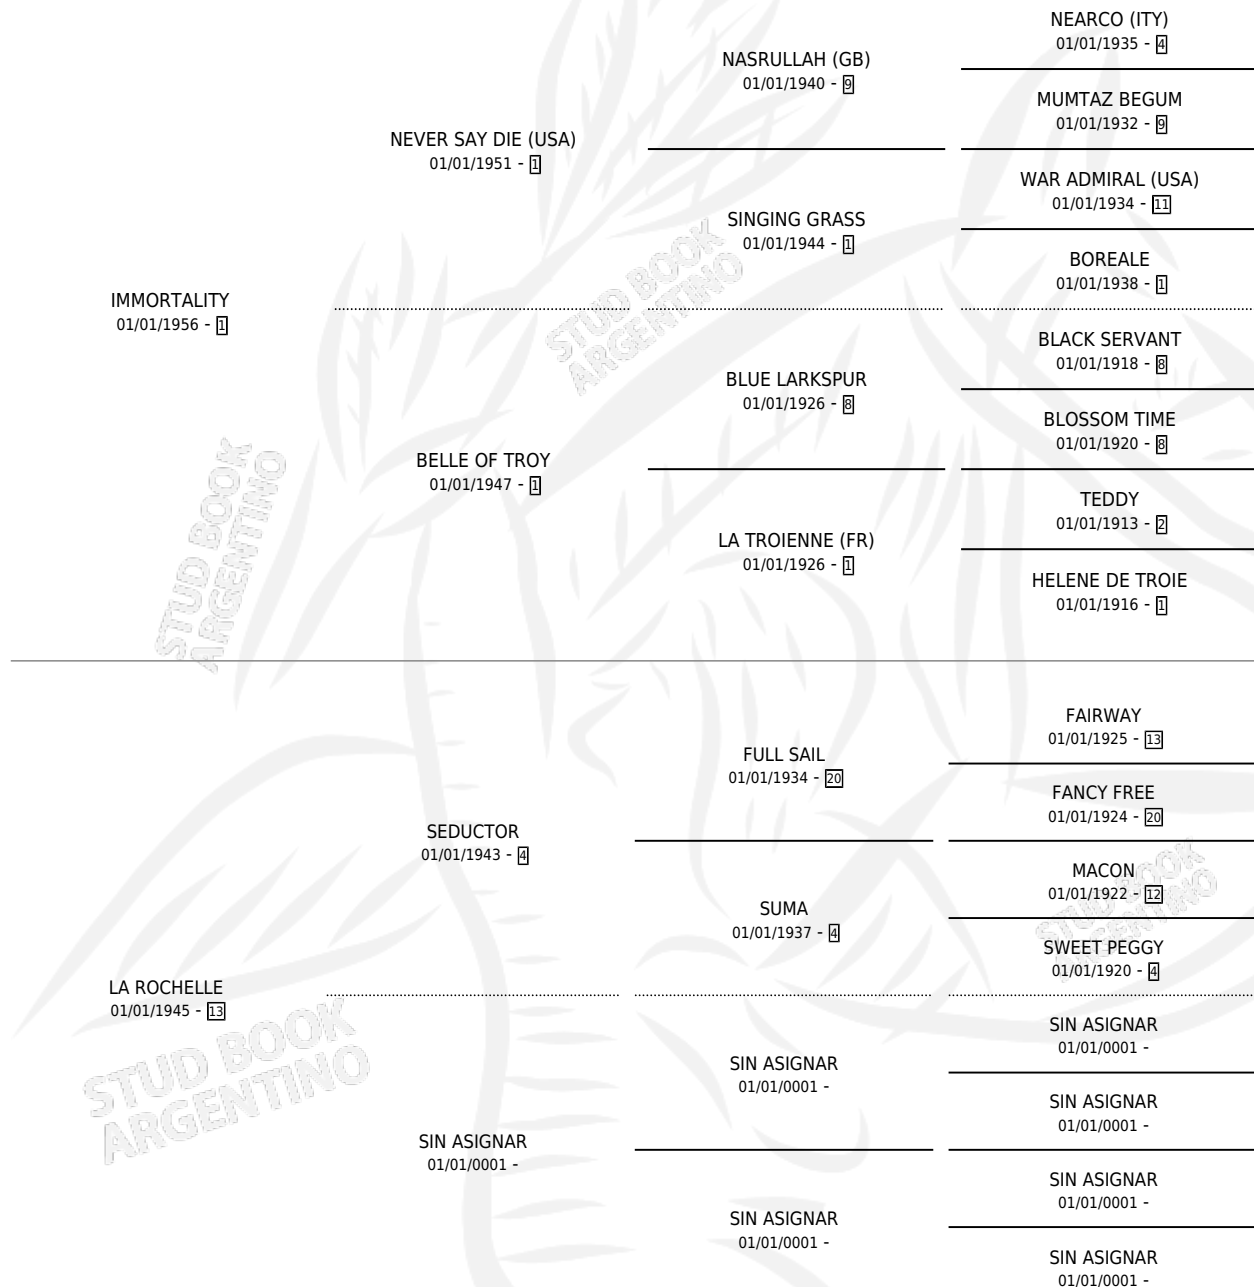 NEARCO (ITY)
01/01/1935 - 4
NASRULLAH (GB)
01/01/1940 - 9
MUMTAZ BEGUM
01/01/1932 - 9
NEVER SAY DIE (USA)
01/01/1951 - 1
WAR ADMIRAL (USA)
01/01/1934 - 11
SINGING GRASS
01/01/1944 - 1
BOREALE
01/01/1938 - 1
IMMORTALITY
01/01/1956 - 1
BLACK SERVANT
01/01/1918 - 8
BLUE LARKSPUR
01/01/1926 - 8
BLOSSOM TIME
01/01/1920 - 8
BELLE OF TROY
01/01/1947 - 1
TEDDY
01/01/1913 - 2
LA TROIENNE (FR)
01/01/1926 - 1
HELENE DE TROIE
01/01/1916 - 1
FAIRWAY
01/01/1925 - 13
FULL SAIL
01/01/1934 - 20
FANCY FREE
01/01/1924 - 20
SEDUCTOR
01/01/1943 - 4
MACON
01/01/1922 - 12
SUMA
01/01/1937 - 4
SWEET PEGGY
01/01/1920 - 4
LA ROCHELLE
01/01/1945 - 13
SIN ASIGNAR
01/01/0001 -
SIN ASIGNAR
01/01/0001 -
SIN ASIGNAR
01/01/0001 -
SIN ASIGNAR
01/01/0001 -
SIN ASIGNAR
01/01/0001 -
SIN ASIGNAR
01/01/0001 -
SIN ASIGNAR
01/01/0001 -
STUD BOOK
ARGENTINO
STUD BOOK
ARGENTINO
STUD BOOK
ARGENTINO
STUD BOOK
ARGENTINO